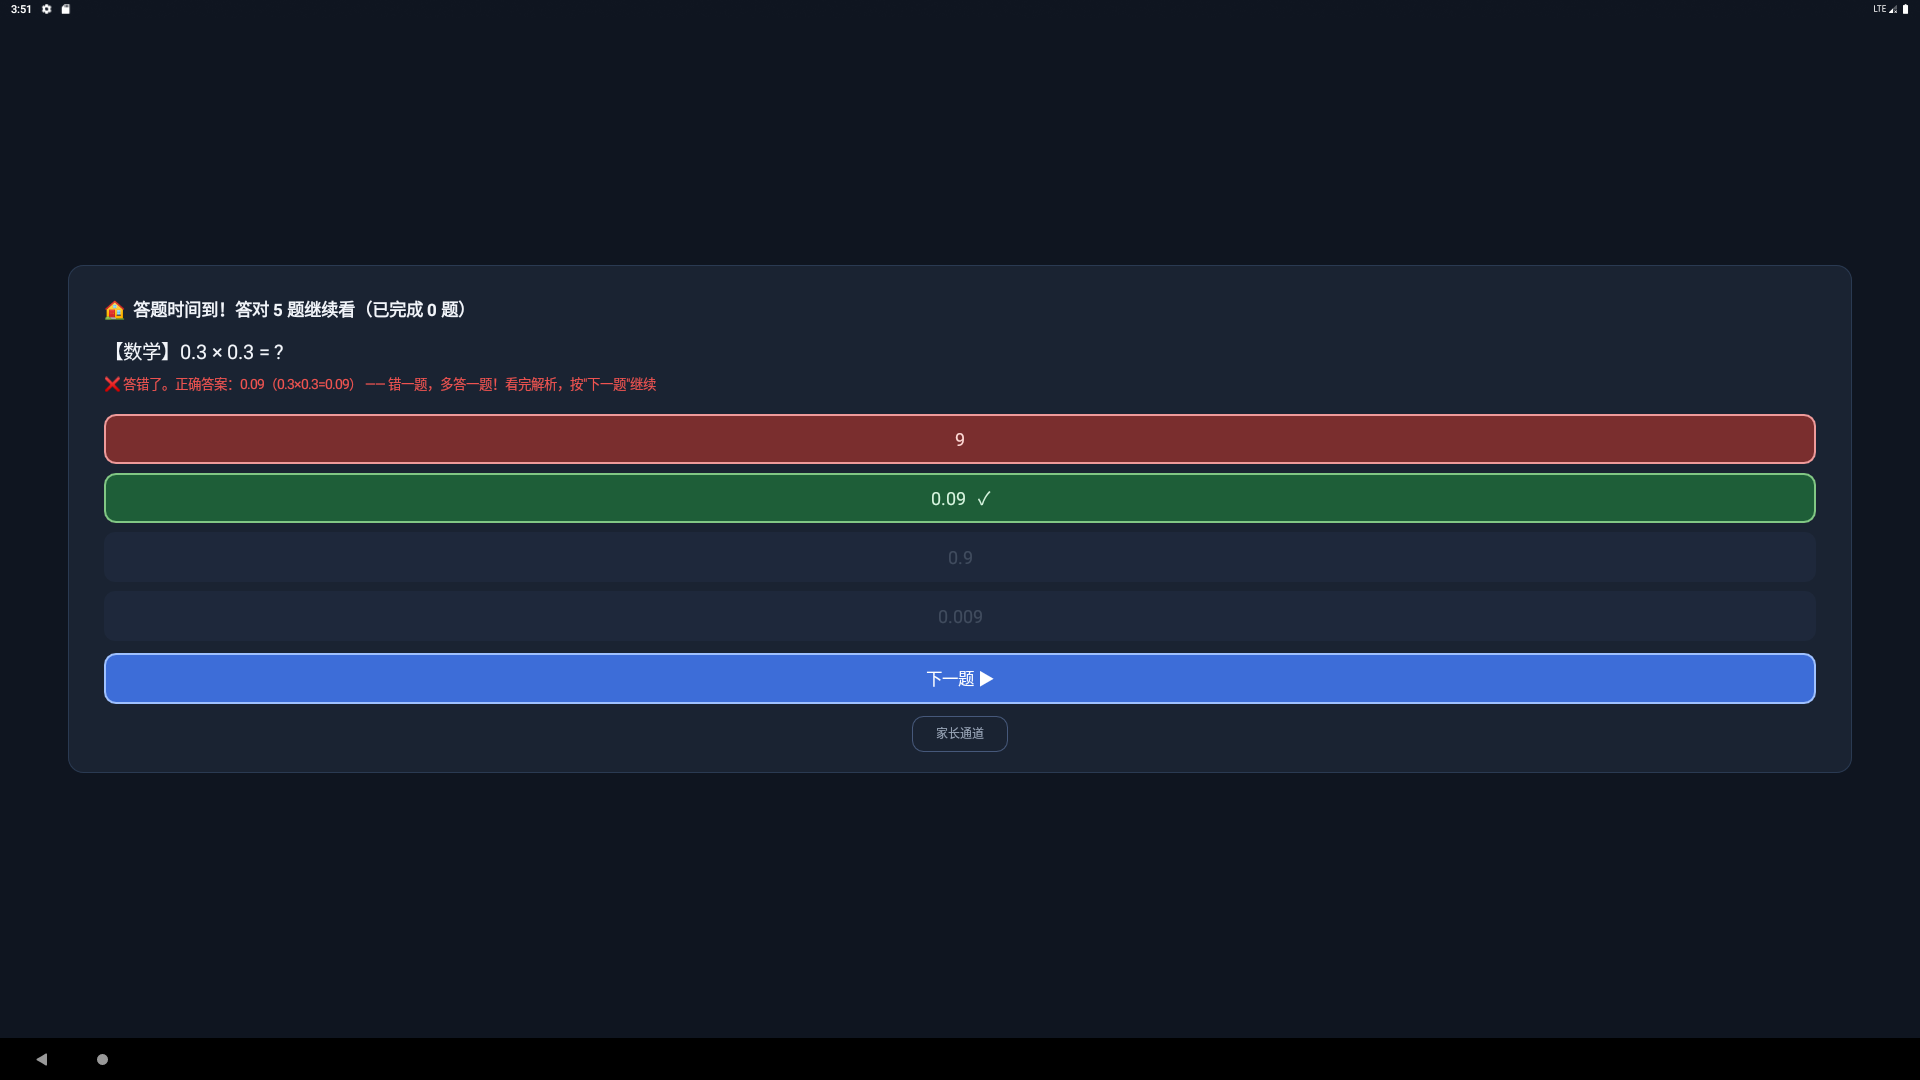 3:51
LTE
答题时间到！答对 5 题继续看（已完成 0 题）
【数学】0.3 × 0.3 = ?
❌ 答错了。正确答案：0.09（0.3×0.3=0.09） —— 错一题，多答一题！看完解析，按"下一题"继续
9
0.09 ✓
0.9
0.009
下一题 ▶
家长通道